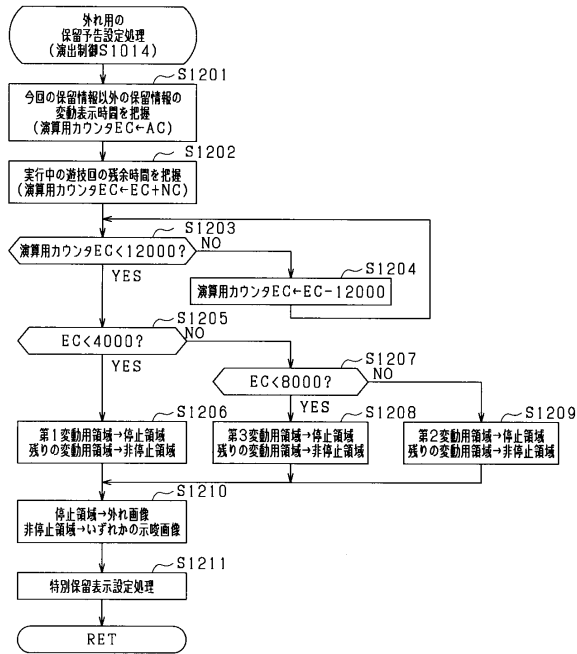 外れ用の
保留予告設定処理
(演出制御S1014)
S1201
今回の保留情報以外の保留情報の
変動表示時間を把握
(演算用カウンタEC←AC)
S1202
実行中の遊技回の残余時間を把握
(演算用カウンタEC←EC+NC)
S1203
演算用カウンタEC<12000?
NO
YES
S1204
演算用カウンタEC←EC-12000
S1205
EC<4000?
NO
YES
S1207
EC<8000?
NO
YES
S1206
第1変動用領域→停止領域
残りの変動用領域→非停止領域
S1208
第3変動用領域→停止領域
残りの変動用領域→非停止領域
S1209
第2変動用領域→停止領域
残りの変動用領域→非停止領域
S1210
停止領域→外れ画像
非停止領域→いずれかの示唆画像
S1211
特別保留表示設定処理
RET